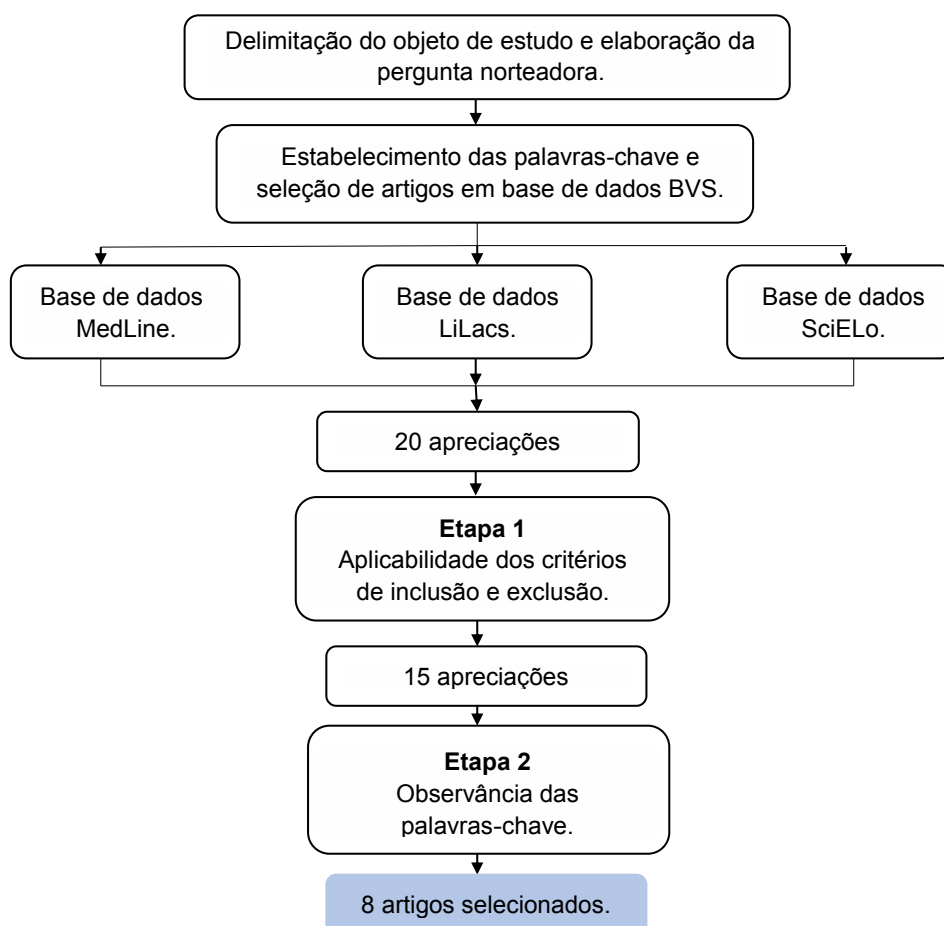 Delimitação do objeto de estudo e elaboração da
pergunta norteadora.
Estabelecimento das palavras-chave e
seleção de artigos em base de dados BVS.
Base de dados
MedLine.
Base de dados
LiLacs.
Base de dados
SciELo.
20 apreciações
Etapa 1
Aplicabilidade dos critérios
de inclusão e exclusão.
15 apreciações
Etapa 2
Observância das
palavras-chave.
8 artigos selecionados.